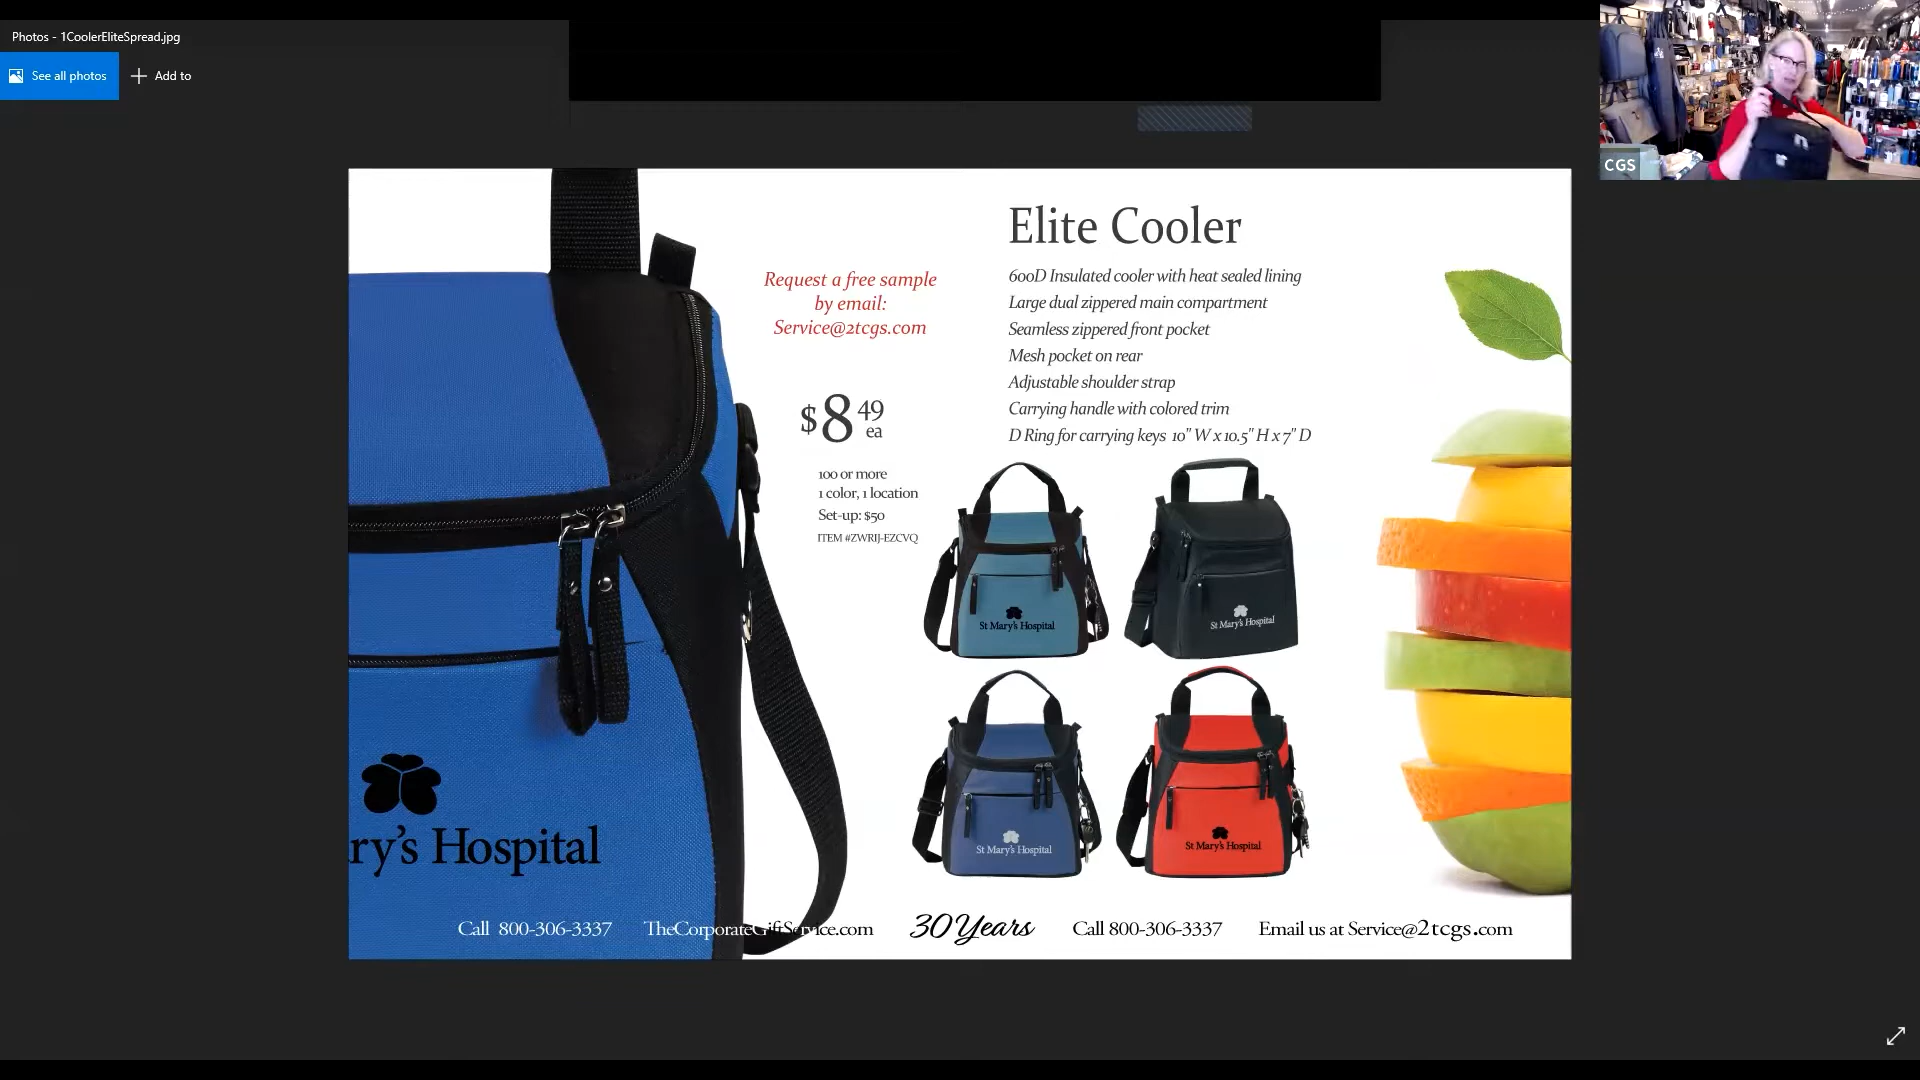 Photos - 1CoolerEliteSpread.jpg
See all photos
Add to
CGS
Elite Cooler
Request a free sample
by email:
Service@2tcgs.com
600D Insulated cooler with heat sealed lining
Large dual zippered main compartment
Seamless zippered front pocket
Mesh pocket on rear
Adjustable shoulder strap
Carrying handle with colored trim
D Ring for carrying keys 10" W x 10.5" H x 7" D
$8 49
ea
100 or more
1 color, 1 location
Set-up: $50
ITEM #ZWRIJ-EZCVQ
St Mary's Hospital
St Mary's Hospital
St Mary's Hospital
St Mary's Hospital
ry's Hospital
Call 800-306-3337 TheCorporateGiftService.com 30 Years Call 800-306-3337 Email us at Service@2tcgs.com